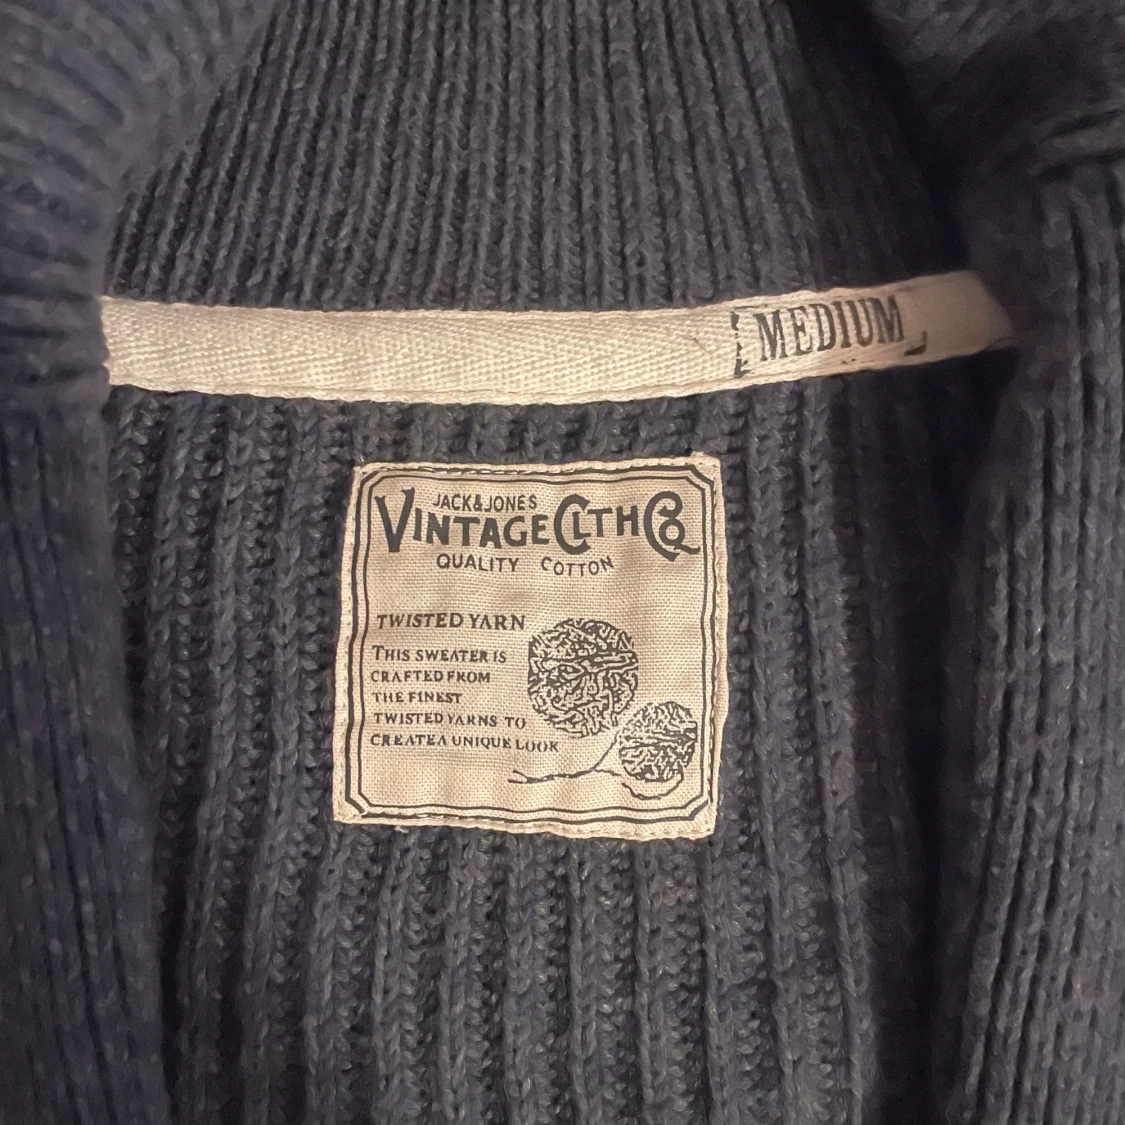 MEDIUM
JACK&JONES
VINTAGE CLTH CO
QUALITY COTTON
TWISTED YARN
THIS SWEATER IS
CRAFTED FROM
THE FINEST
TWISTED YARNS TO
CREATE A UNIQUE LOOK